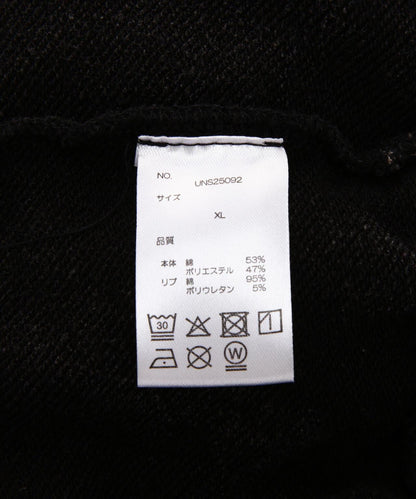 NO.
UNS25092
サイズ
XL
品質
本体 綿 53%
ポリエステル 47%
リブ 綿 95%
ポリウレタン 5%
30
W